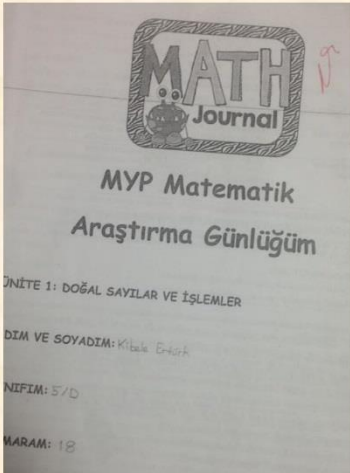 MATH
Journal
MYP Matematik
Araştırma Günlüğüm
ÜNİTE 1: DOĞAL SAYILAR VE İŞLEMLER
DIM VE SOYADIM:
NIFIM: 5/D
MARAM: 18